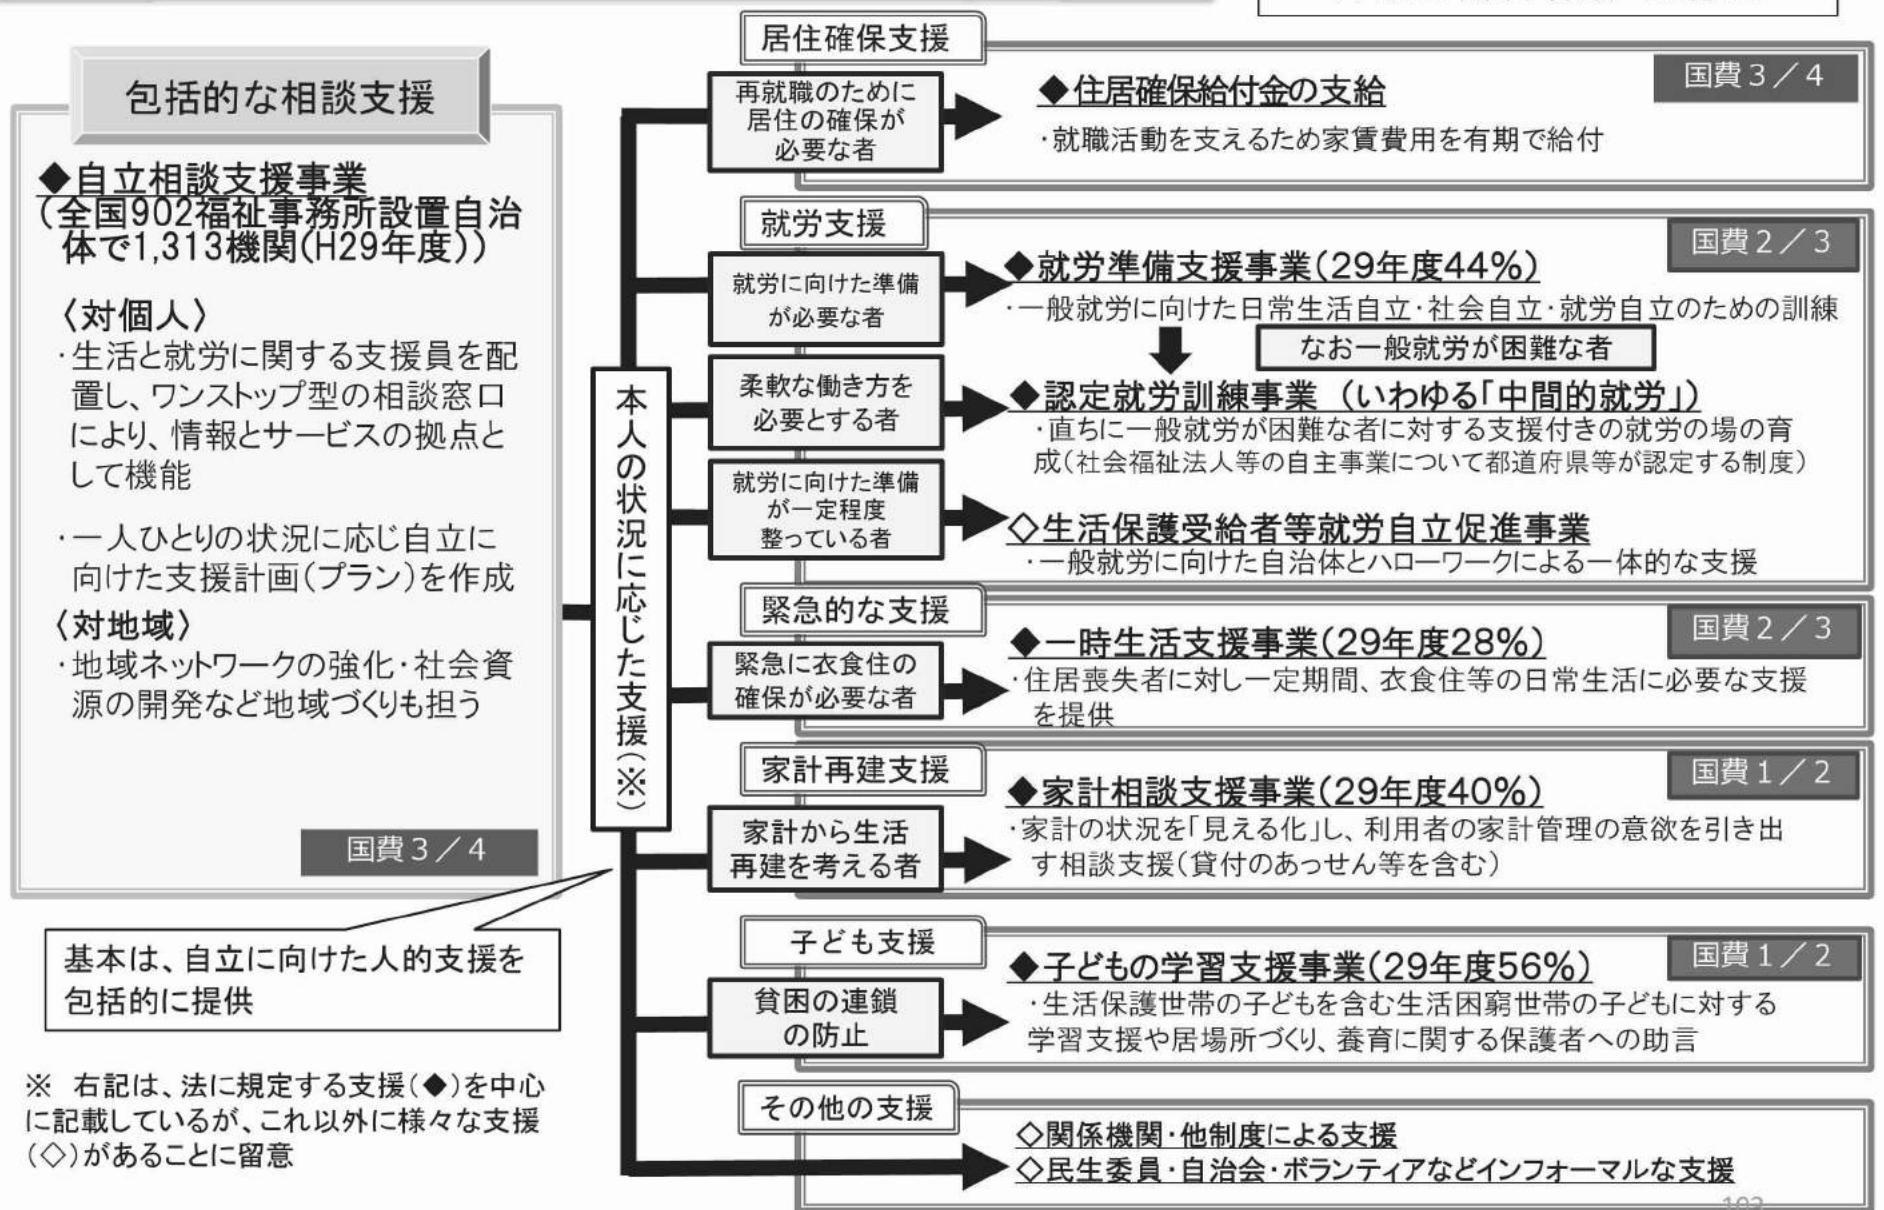 包括的な相談支援
◆自立相談支援事業
(全国902福祉事務所設置自治
体で1,313機関(H29年度))
〈対個人〉
・生活と就労に関する支援員を配
置し、ワンストップ型の相談窓口
により、情報とサービスの拠点と
して機能
・一人ひとりの状況に応じ自立に
向けた支援計画(プラン)を作成
〈対地域〉
・地域ネットワークの強化・社会資
源の開発など地域づくりも担う
国費3/4
基本は、自立に向けた人的支援を
包括的に提供
※ 右記は、法に規定する支援(◆)を中心
に記載しているが、これ以外に様々な支援
(◇)があることに留意
本人の状況に応じた支援(※)
居住確保支援
再就職のために
居住の確保が
必要な者
◆住居確保給付金の支給
国費3/4
・就職活動を支えるため家賃費用を有期で給付
就労支援
国費2/3
就労に向けた準備
が必要な者
◆就労準備支援事業(29年度44%)
・一般就労に向けた日常生活自立・社会自立・就労自立のための訓練
なお一般就労が困難な者
柔軟な働き方を
必要とする者
◆認定就労訓練事業 (いわゆる「中間的就労」)
・直ちに一般就労が困難な者に対する支援付きの就労の場の育
成(社会福祉法人等の自主事業について都道府県等が認定する制度)
就労に向けた準備
が一定程度
整っている者
◇生活保護受給者等就労自立促進事業
・一般就労に向けた自治体とハローワークによる一体的な支援
緊急的な支援
国費2/3
緊急に衣食住の
確保が必要な者
◆一時生活支援事業(29年度28%)
・住居喪失者に対し一定期間、衣食住等の日常生活に必要な支援
を提供
家計再建支援
国費1/2
家計から生活
再建を考える者
◆家計相談支援事業(29年度40%)
・家計の状況を「見える化」し、利用者の家計管理の意欲を引き出
す相談支援(貸付のあっせん等を含む)
子ども支援
国費1/2
貧困の連鎖
の防止
◆子どもの学習支援事業(29年度56%)
・生活保護世帯の子どもを含む生活困窮世帯の子どもに対する
学習支援や居場所づくり、養育に関する保護者への助言
その他の支援
◇関係機関・他制度による支援
◇民生委員・自治会・ボランティアなどインフォーマルな支援